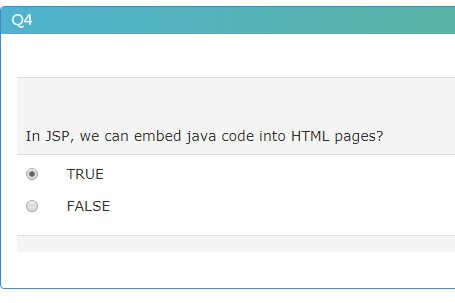 Q4
In JSP, we can embed java code into HTML pages?
TRUE
FALSE